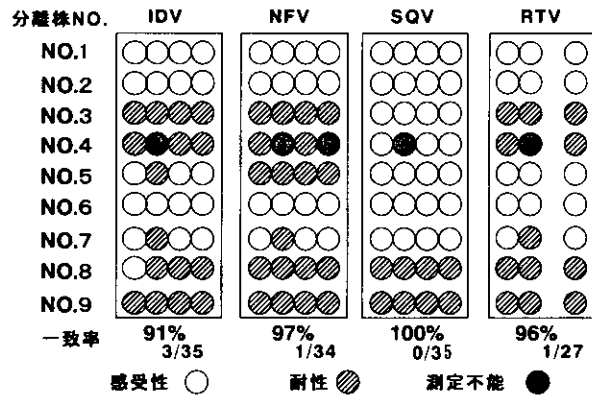 分離株NO. IDV NFV SQV RTV
NO.1
NO.2
NO.3
NO.4
NO.5
NO.6
NO.7
NO.8
NO.9
一致率 91% 97% 100% 96%
3/35 1/34 0/35 1/27
感受性 耐性 測定不能